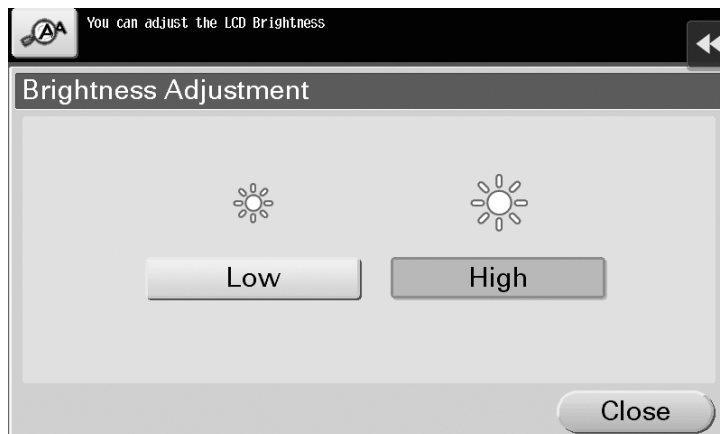 You can adjust the LCD Brightness
Brightness Adjustment
Low
High
Close